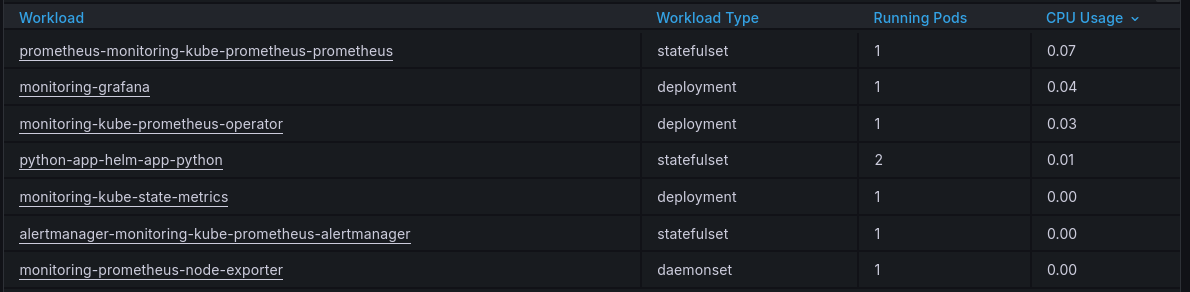 Workload Workload Type Running Pods CPU Usage
prometheus-monitoring-kube-prometheus-prometheus statefulset 1 0.07
monitoring-grafana deployment 1 0.04
monitoring-kube-prometheus-operator deployment 1 0.03
python-app-helm-app-python statefulset 2 0.01
monitoring-kube-state-metrics deployment 1 0.00
alertmanager-monitoring-kube-prometheus-alertmanager statefulset 1 0.00
monitoring-prometheus-node-exporter daemonset 1 0.00